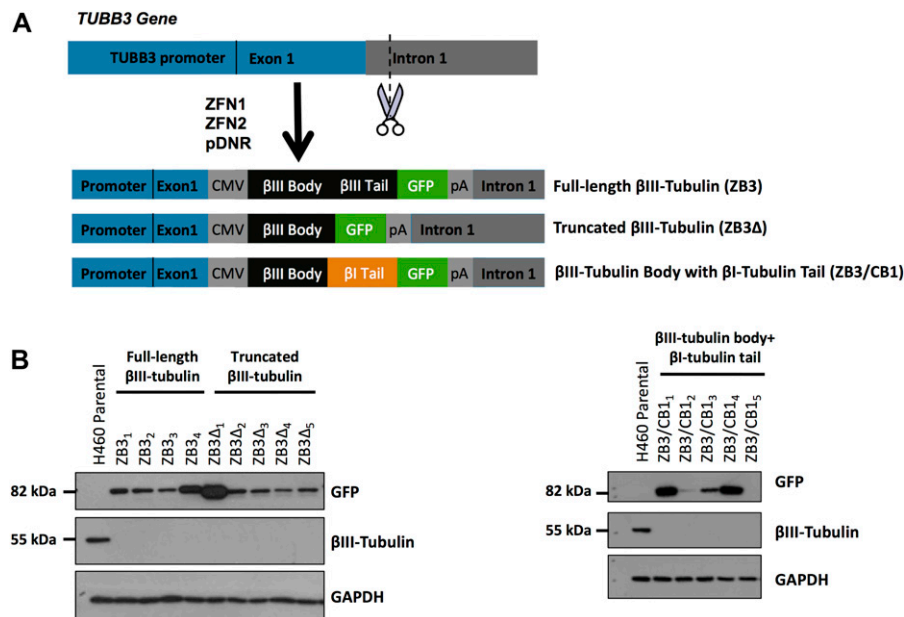 A
TUBB3 Gene
TUBB3 promoter Exon 1 Intron 1
ZFN1
ZFN2
pDNR
Promoter Exon1 CMV βIII Body βIII Tail GFP pA Intron 1 Full-length βIII-Tubulin (ZB3)
Promoter Exon1 CMV βIII Body GFP pA Intron 1 Truncated βIII-Tubulin (ZB3Δ)
Promoter Exon1 CMV βIII Body βI Tail GFP pA Intron 1 βIII-Tubulin Body with βI-Tubulin Tail (ZB3/CB1)
B
Full-length
βIII-tubulin
Truncated
βIII-tubulin
H460 Parental
ZB3₁
ZB3₂
ZB3₃
ZB3₄
ZB3Δ₁
ZB3Δ₂
ZB3Δ₃
ZB3Δ₄
ZB3Δ₅
82 kDa GFP
55 kDa βIII-Tubulin
GAPDH
βIII-tubulin body+
βI-tubulin tail
H460 Parental
ZB3/CB1₁
ZB3/CB1₂
ZB3/CB1₃
ZB3/CB1₄
ZB3/CB1₅
82 kDa GFP
55 kDa βIII-Tubulin
GAPDH